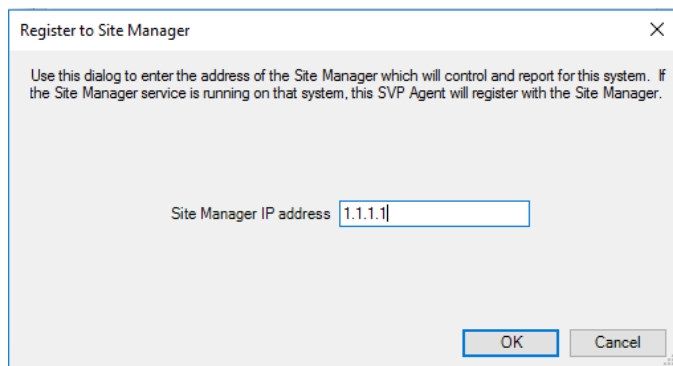 Register to Site Manager
Use this dialog to enter the address of the Site Manager which will control and report for this system. If
the Site Manager service is running on that system, this SVP Agent will register with the Site Manager.
Site Manager IP address 1.1.1.1
OK Cancel